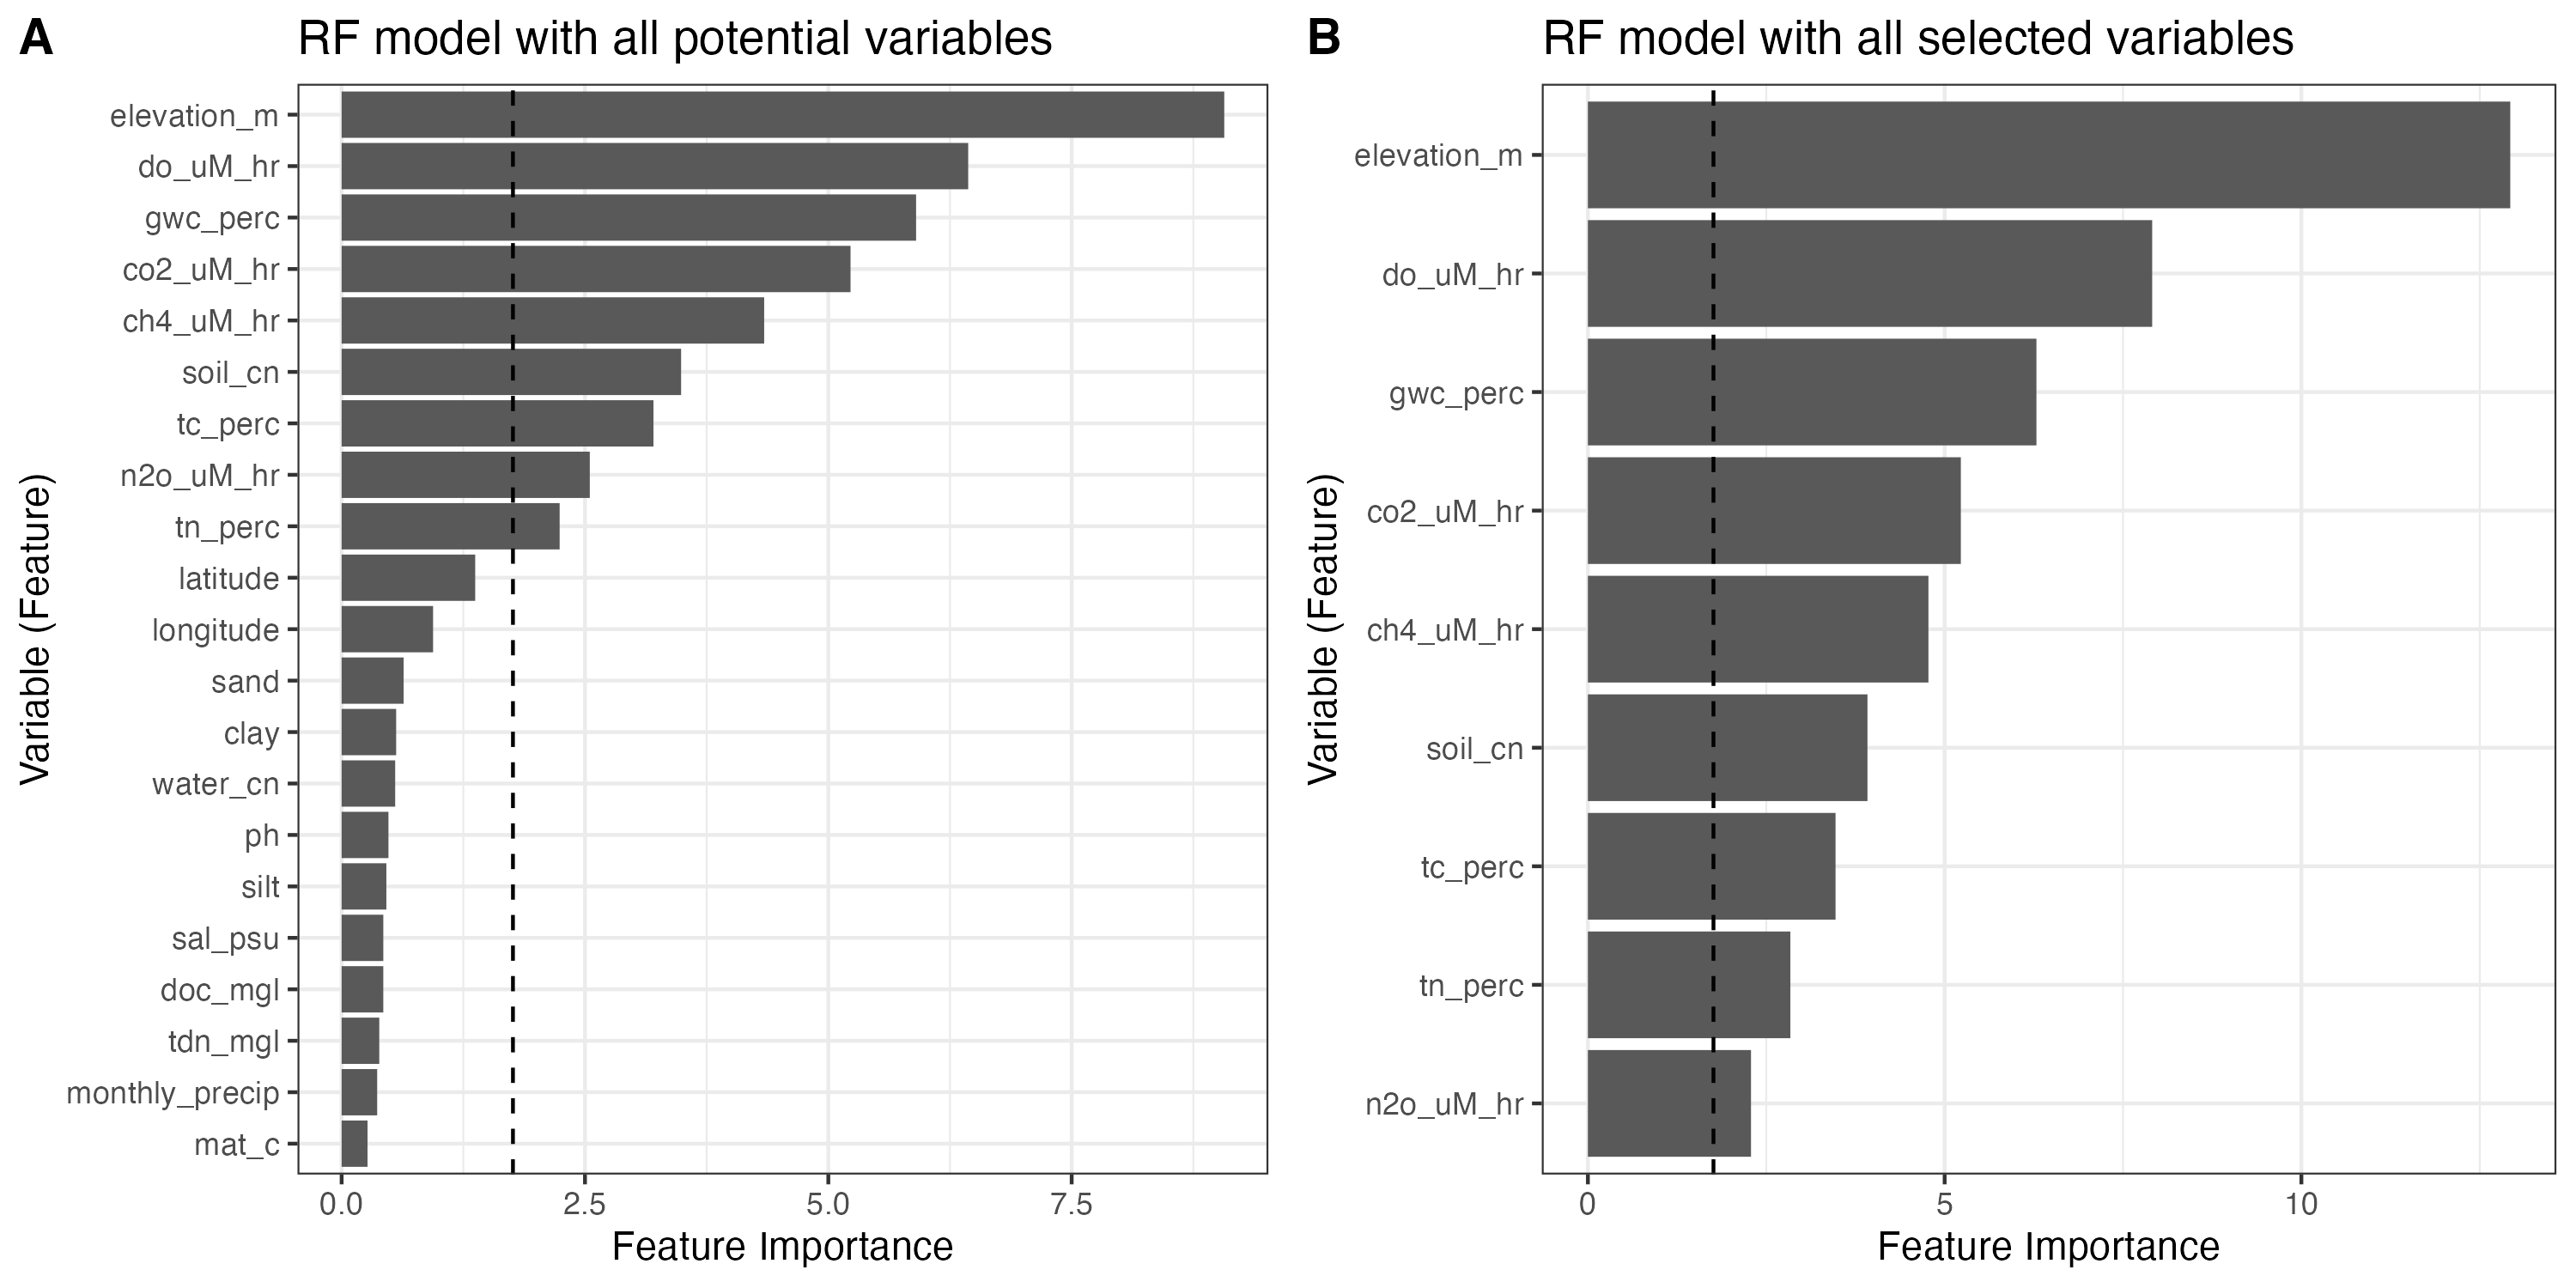 A
RF model with all potential variables
Variable (Feature)
elevation_m
do_uM_hr
gwc_perc
co2_uM_hr
ch4_uM_hr
soil_cn
tc_perc
n2o_uM_hr
tn_perc
latitude
longitude
sand
clay
water_cn
ph
silt
sal_psu
doc_mgl
tdn_mgl
monthly_precip
mat_c
0.0 2.5 5.0 7.5
Feature Importance
B
RF model with all selected variables
Variable (Feature)
elevation_m
do_uM_hr
gwc_perc
co2_uM_hr
ch4_uM_hr
soil_cn
tc_perc
tn_perc
n2o_uM_hr
0 5 10
Feature Importance